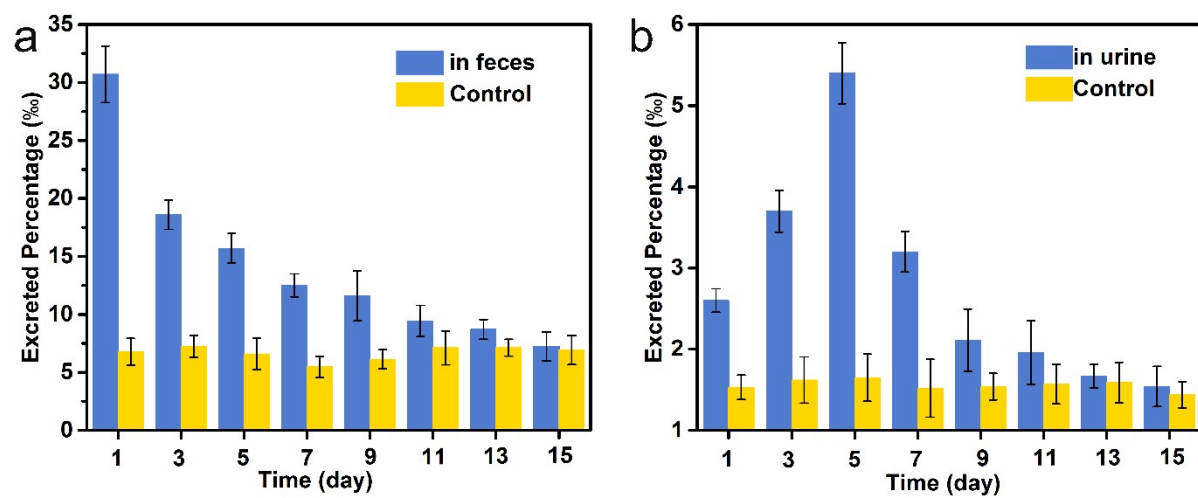 a
Excreted Percentage (‰)
35
30
25
20
15
10
5
0
in feces
Control
1 3 5 7 9 11 13 15
Time (day)
b
Excreted Percentage (‰)
6
5
4
3
2
1
in urine
Control
1 3 5 7 9 11 13 15
Time (day)